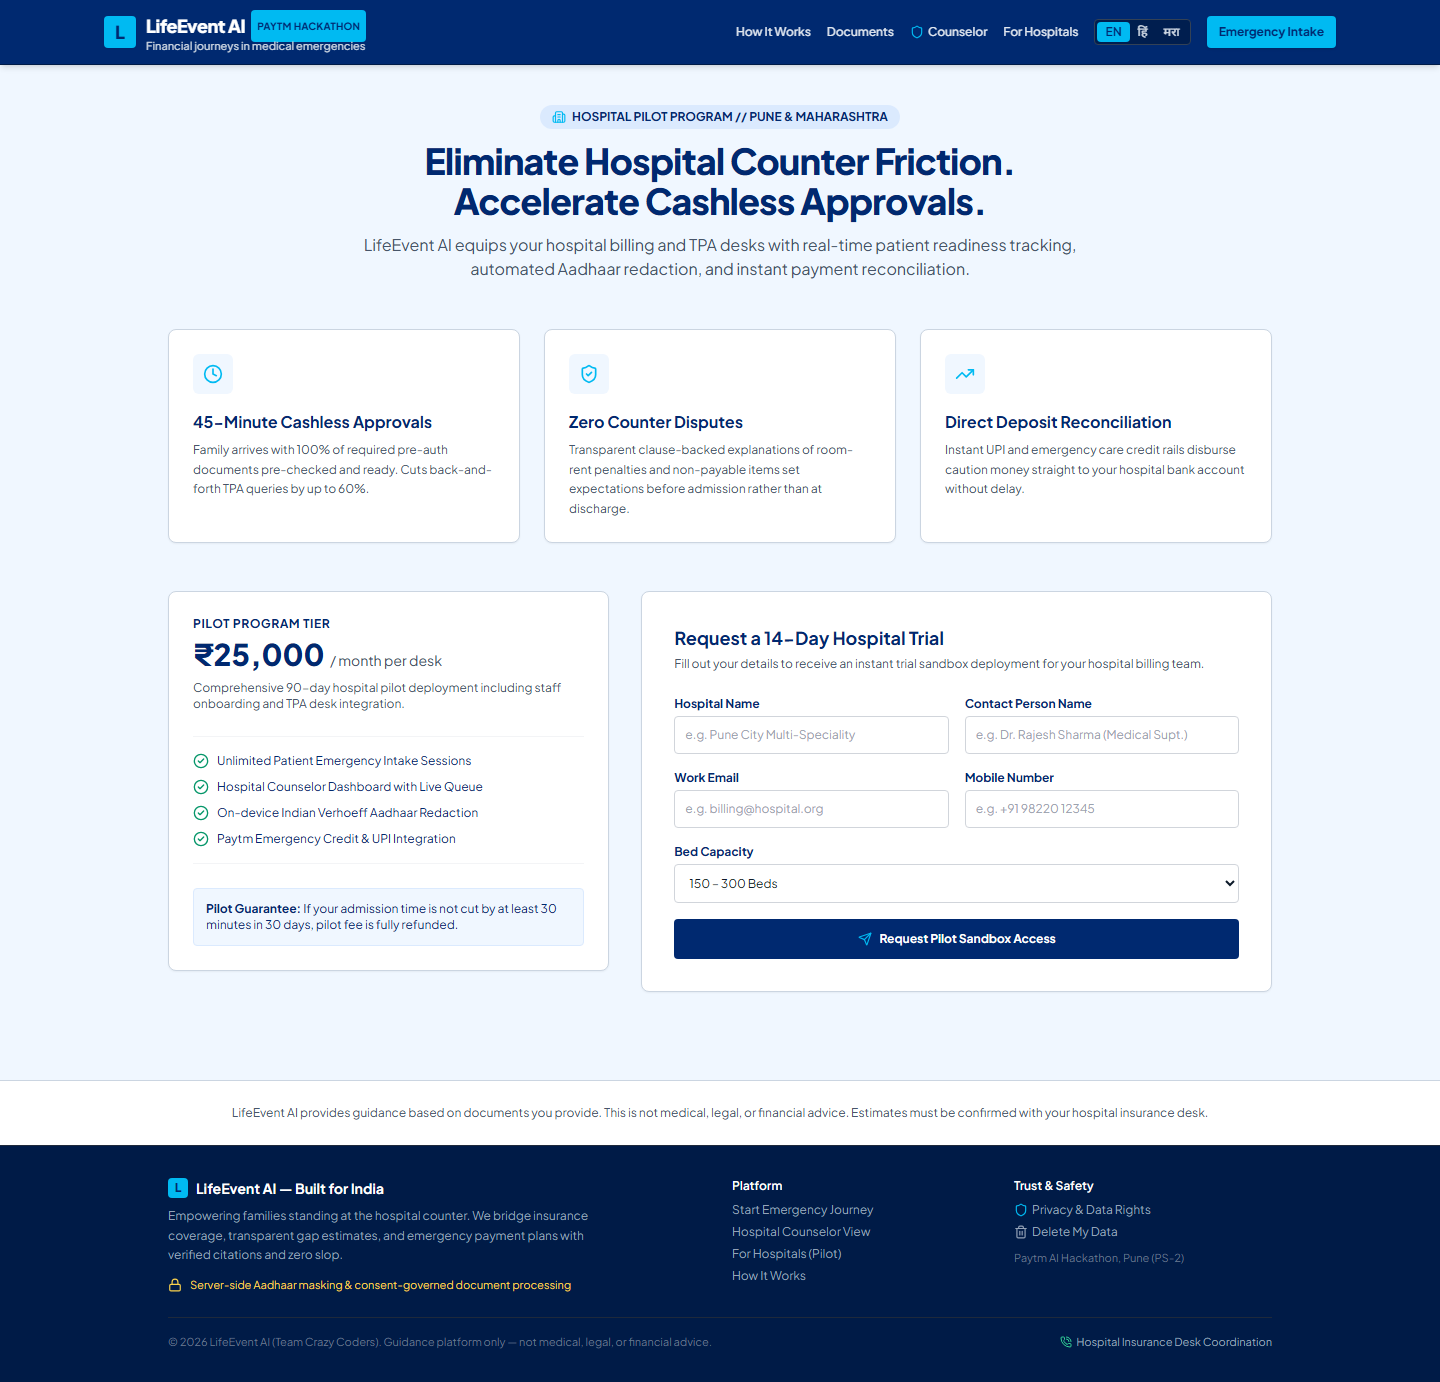 L
LifeEvent AI
PAYTM HACKATHON
Financial journeys in medical emergencies
How It Works
Documents
Counselor
For Hospitals
EN
हिं
मरा
Emergency Intake
HOSPITAL PILOT PROGRAM // PUNE & MAHARASHTRA
Eliminate Hospital Counter Friction.
Accelerate Cashless Approvals.
LifeEvent AI equips your hospital billing and TPA desks with real-time patient readiness tracking,
automated Aadhaar redaction, and instant payment reconciliation.
45-Minute Cashless Approvals
Family arrives with 100% of required pre-auth
documents pre-checked and ready. Cuts back-and-
forth TPA queries by up to 60%.
Zero Counter Disputes
Transparent clause-backed explanations of room-
rent penalties and non-payable items set
expectations before admission rather than at
discharge.
Direct Deposit Reconciliation
Instant UPI and emergency care credit rails disburse
caution money straight to your hospital bank account
without delay.
PILOT PROGRAM TIER
₹25,000 / month per desk
Comprehensive 90-day hospital pilot deployment including staff
onboarding and TPA desk integration.
Unlimited Patient Emergency Intake Sessions
Hospital Counselor Dashboard with Live Queue
On-device Indian Verhoeff Aadhaar Redaction
Paytm Emergency Credit & UPI Integration
Pilot Guarantee: If your admission time is not cut by at least 30
minutes in 30 days, pilot fee is fully refunded.
Request a 14-Day Hospital Trial
Fill out your details to receive an instant trial sandbox deployment for your hospital billing team.
Hospital Name
Contact Person Name
e.g. Pune City Multi-Speciality
e.g. Dr. Rajesh Sharma (Medical Supt.)
Work Email
Mobile Number
e.g. billing@hospital.org
e.g. +91 98220 12345
Bed Capacity
150 - 300 Beds
Request Pilot Sandbox Access
LifeEvent AI provides guidance based on documents you provide. This is not medical, legal, or financial advice. Estimates must be confirmed with your hospital insurance desk.
L
LifeEvent AI — Built for India
Empowering families standing at the hospital counter. We bridge insurance
coverage, transparent gap estimates, and emergency payment plans with
verified citations and zero slop.
Server-side Aadhaar masking & consent-governed document processing
Platform
Start Emergency Journey
Hospital Counselor View
For Hospitals (Pilot)
How It Works
Trust & Safety
Privacy & Data Rights
Delete My Data
Paytm AI Hackathon, Pune (PS-2)
© 2026 LifeEvent AI (Team Crazy Coders). Guidance platform only — not medical, legal, or financial advice.
Hospital Insurance Desk Coordination